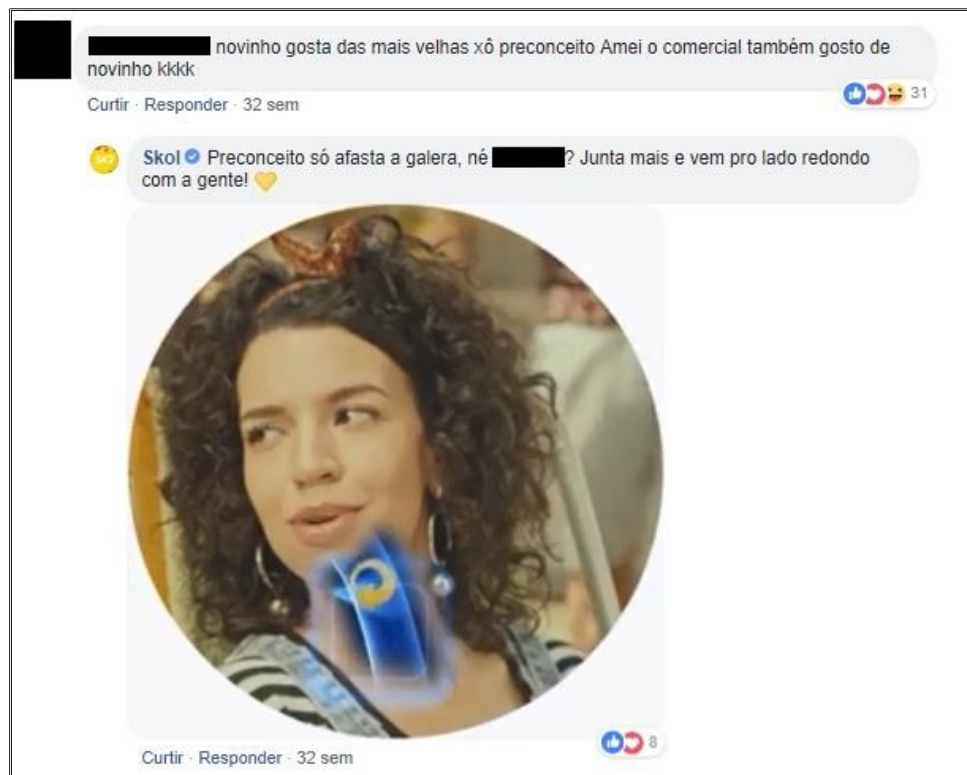 novinho gosta das mais velhas xô preconceito Amei o comercial também gosto de
novinho kkkk
Curtir · Responder · 32 sem
31
Skol Preconceito só afasta a galera, né ? Junta mais e vem pro lado redondo
com a gente!
Curtir · Responder · 32 sem
8